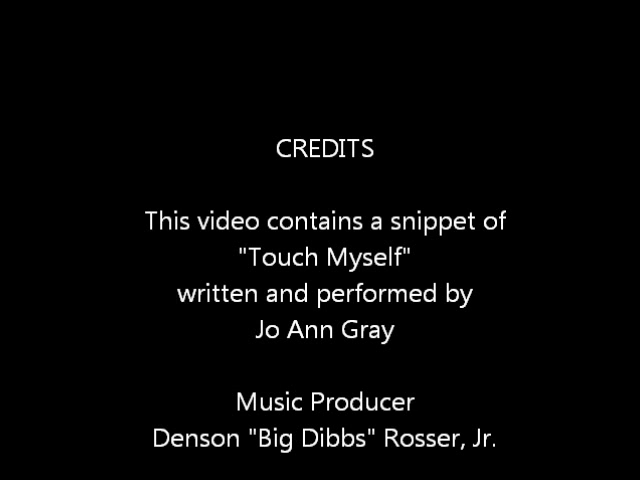 CREDITS
This video contains a snippet of
"Touch Myself"
written and performed by
Jo Ann Gray
Music Producer
Denson "Big Dibbs" Rosser, Jr.